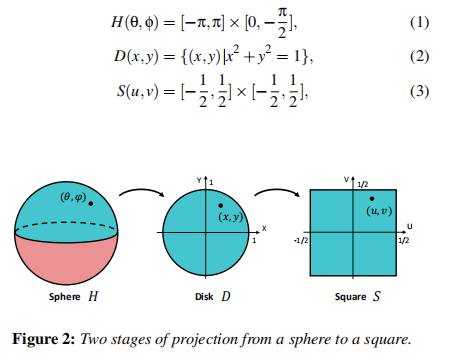 H(θ,ϕ) = [−π,π] × [0,−π/2], (1)
D(x,y) = {(x,y)|x² + y² = 1}, (2)
S(u,v) = [−1/2, 1/2] × [−1/2, 1/2], (3)
(θ,φ)
Y 1
(x,y)
X
1
V 1/2
(u,v)
U
-1/2 1/2
Sphere H Disk D Square S
Figure 2: Two stages of projection from a sphere to a square.